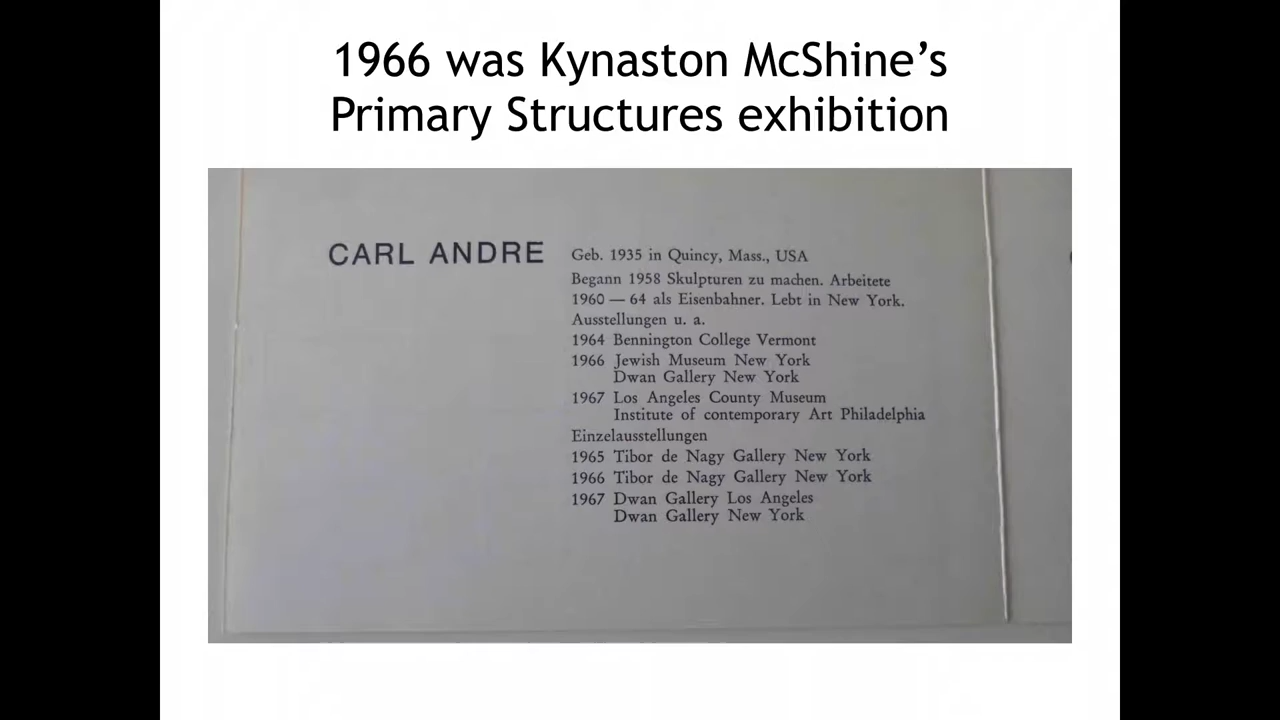 1966 was Kynaston McShine’s
Primary Structures exhibition
CARL ANDRE
Geb. 1935 in Quincy, Mass., USA
Begann 1958 Skulpturen zu machen. Arbeitete
1960 — 64 als Eisenbahner. Lebt in New York.
Ausstellungen u. a.
1964 Bennington College Vermont
1966 Jewish Museum New York
Dwan Gallery New York
1967 Los Angeles County Museum
Institute of contemporary Art Philadelphia
Einzelausstellungen
1965 Tibor de Nagy Gallery New York
1966 Tibor de Nagy Gallery New York
1967 Dwan Gallery Los Angeles
Dwan Gallery New York